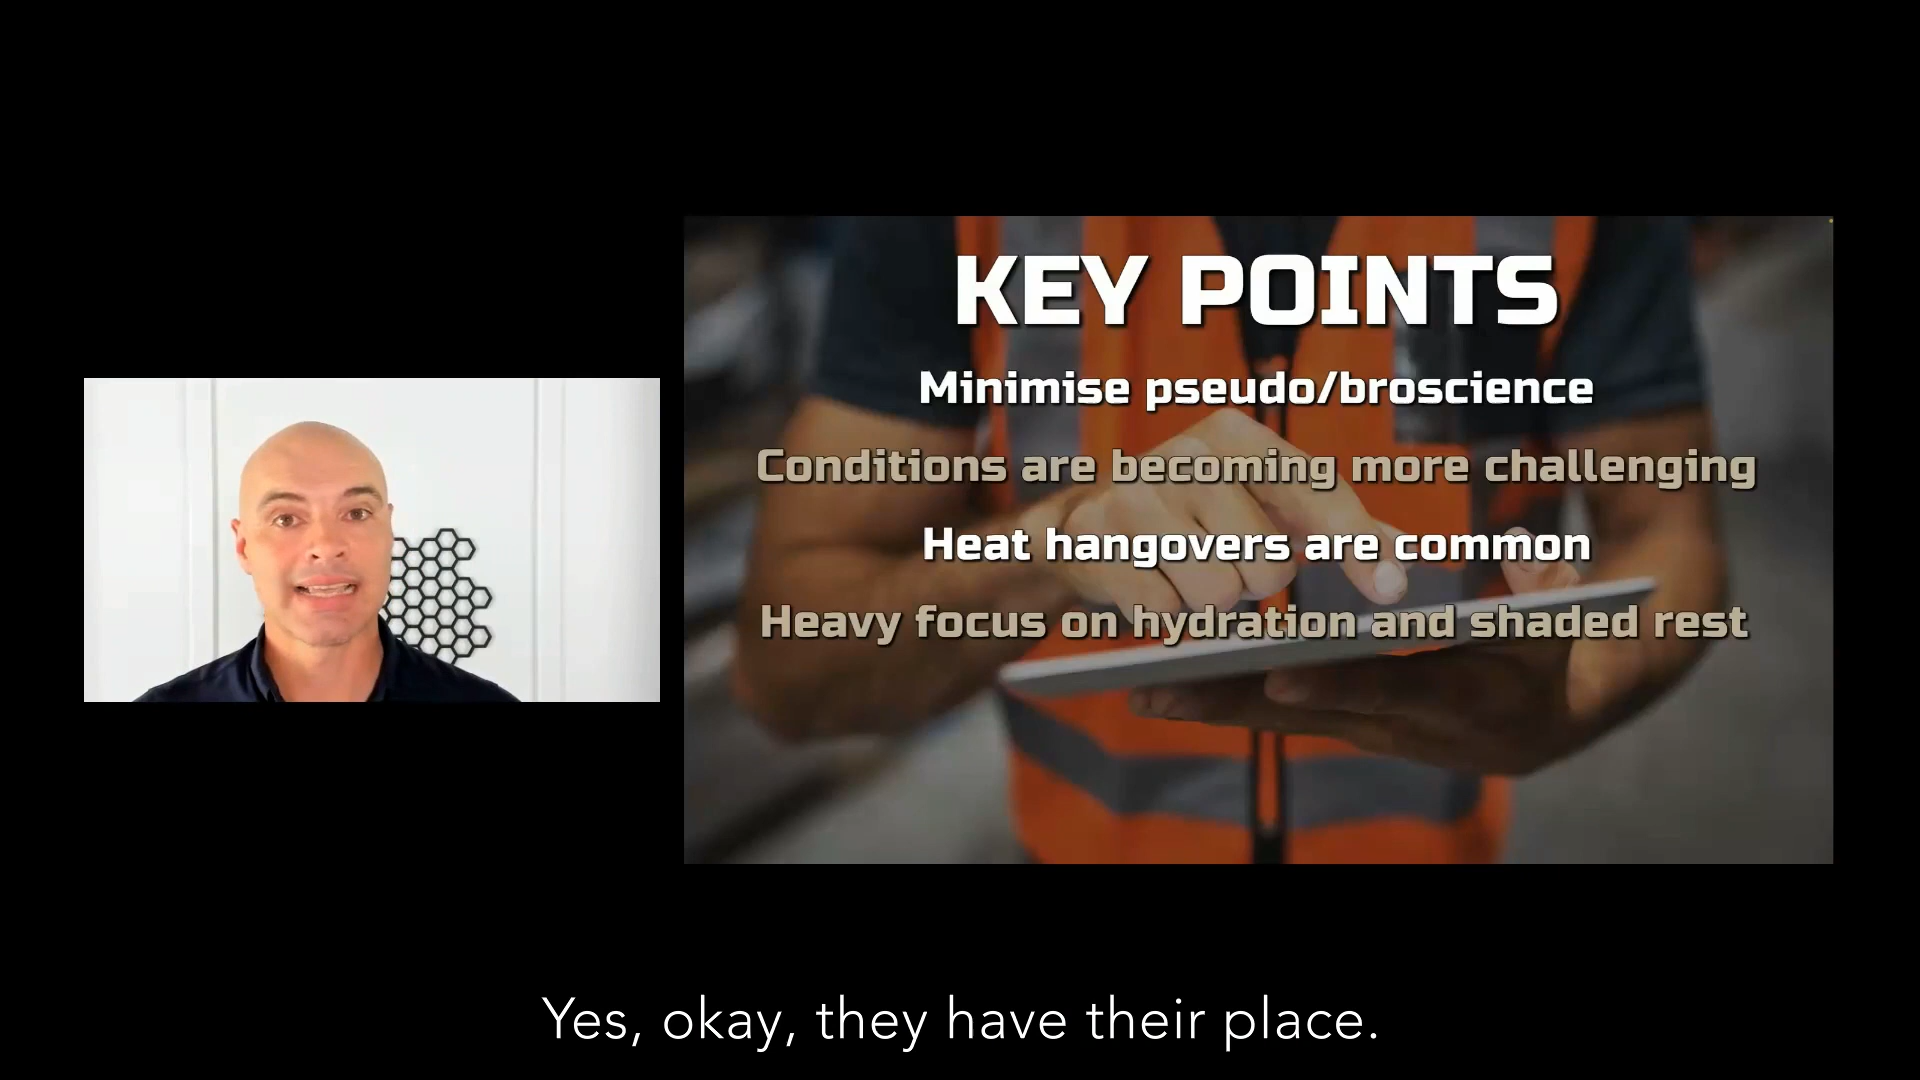 KEY POINTS
Minimise pseudo/broscience
Conditions are becoming more challenging
Heat hangovers are common
Heavy focus on hydration and shaded rest
Yes, okay, they have their place.